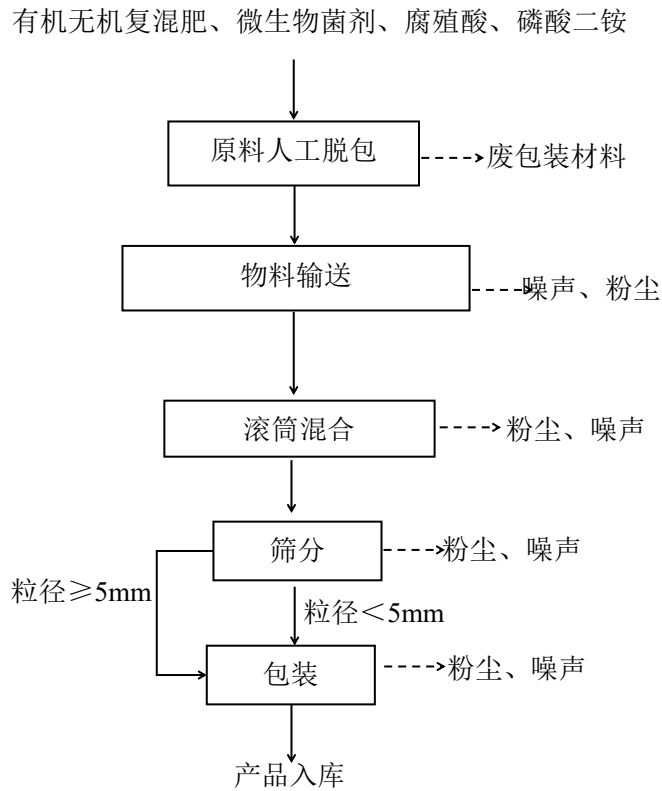 有机无机复混肥、微生物菌剂、腐殖酸、磷酸二铵
原料人工脱包
废包装材料
物料输送
噪声、粉尘
滚筒混合
粉尘、噪声
筛分
粉尘、噪声
粒径≥5mm
粒径＜5mm
包装
粉尘、噪声
产品入库